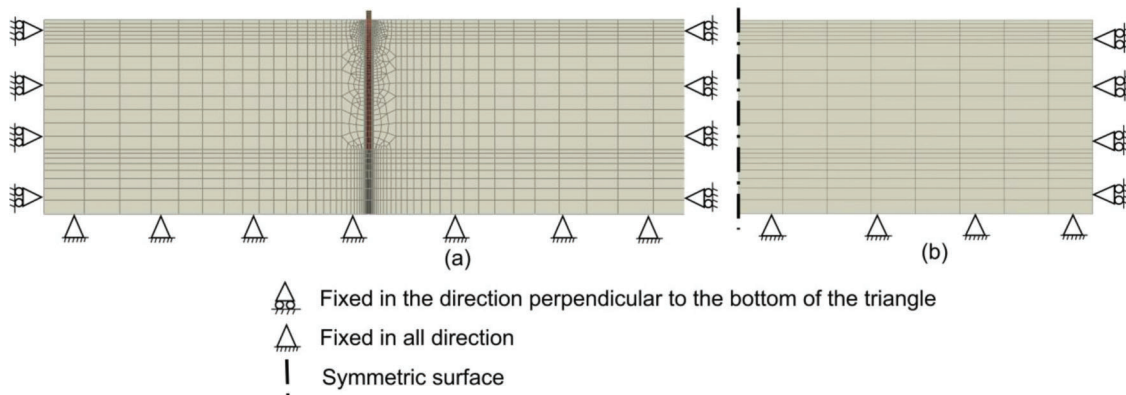 (a)
(b)
Fixed in the direction perpendicular to the bottom of the triangle
Fixed in all direction
Symmetric surface